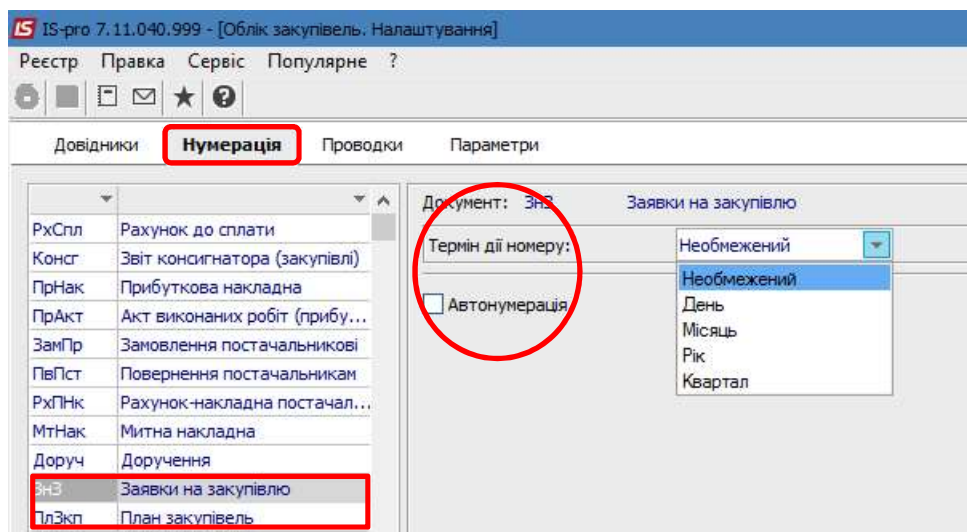 IS IS-pro 7.11.040.999 - [Облік закупівель. Налаштування]
Реєстр Правка Сервіс Популярне ?
Довідники Нумерація Проводки Параметри
РхСпл Рахунок до сплати
Консг Звіт консигнатора (закупівлі)
ПрНак Прибуткова накладна
ПрАкт Акт виконаних робіт (прибу...
ЗамПр Замовлення постачальникові
ПвПст Повернення постачальникам
РхПНк Рахунок-накладна постачал...
МтНак Митна накладна
Доруч Доручення
ЗнЗ Заявки на закупівлю
ПлЗкп План закупівель
Документ: ЗнЗ Заявки на закупівлю
Термін дії номеру: Необмежений
Необмежений
День
Місяць
Рік
Квартал
Автонумерація